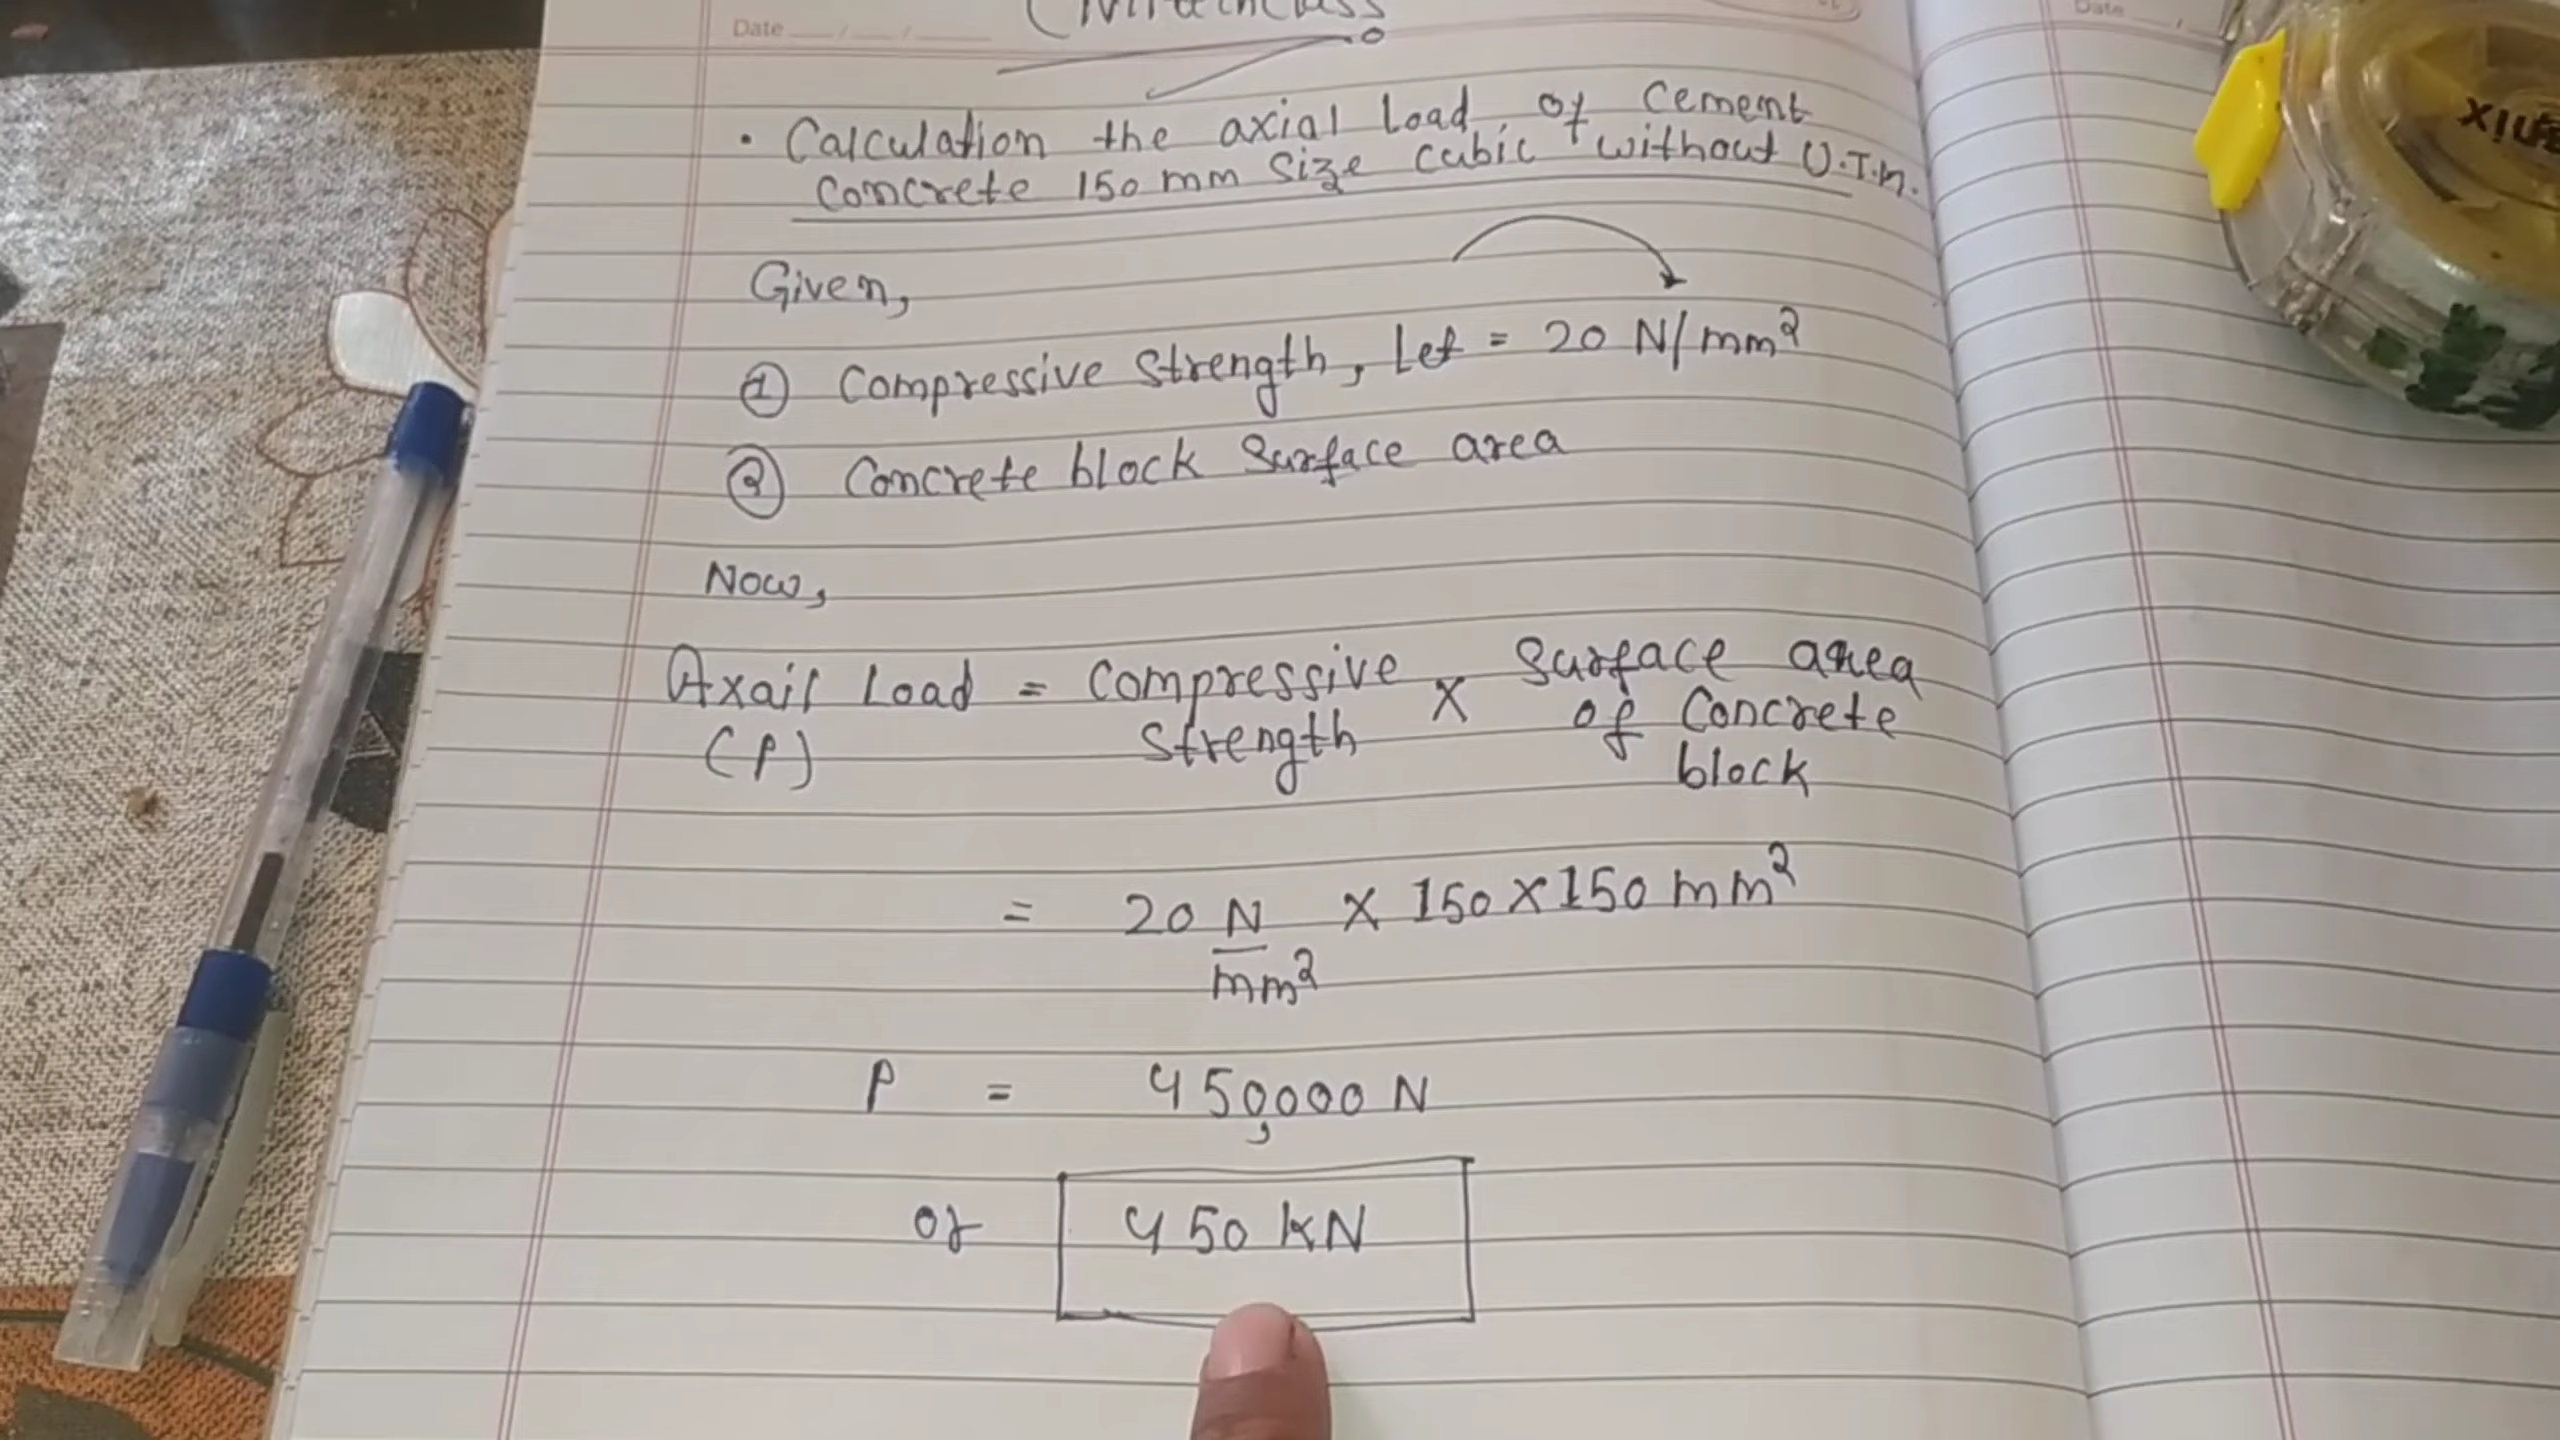 Date
Date
• Calculation the axial Load of Cement
Concrete 150 mm Size Cubic without U.T.M.
Given,
① Compressive Strength, Let = 20 N/mm²
② Concrete block Surface area
Now,
Axail Load = Compressive Strength X Surface area of Concrete block
(P)
= 20 N/mm² X 150 X 150 mm²
P = 450,000 N
or 450 KN